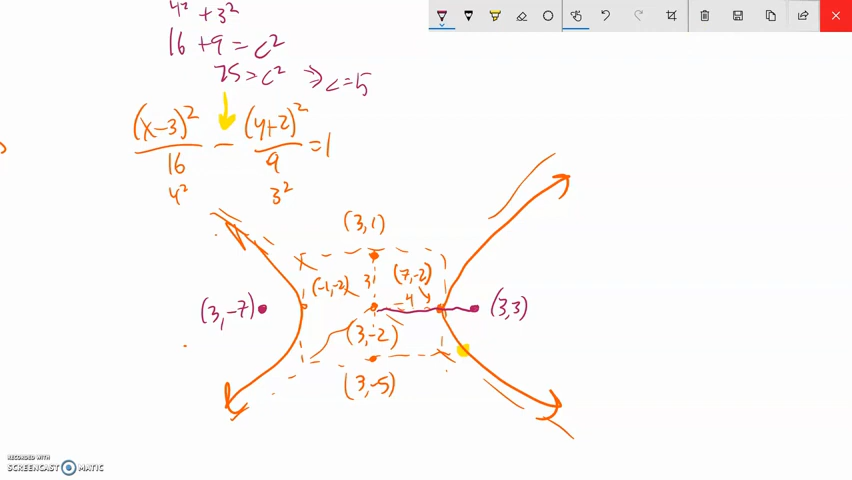 4² + 3²
16 + 9 = c²
25 = c² ⇒ c=5
(x-3)²/16 - (y+2)²/9 = 1
4² 3²
(3,1)
(-1,-2) 3 (7,-2)
4
(3,-7) (3,3)
(3,-2)
(3,-5)
RECORDED WITH
SCREENCAST MATIC